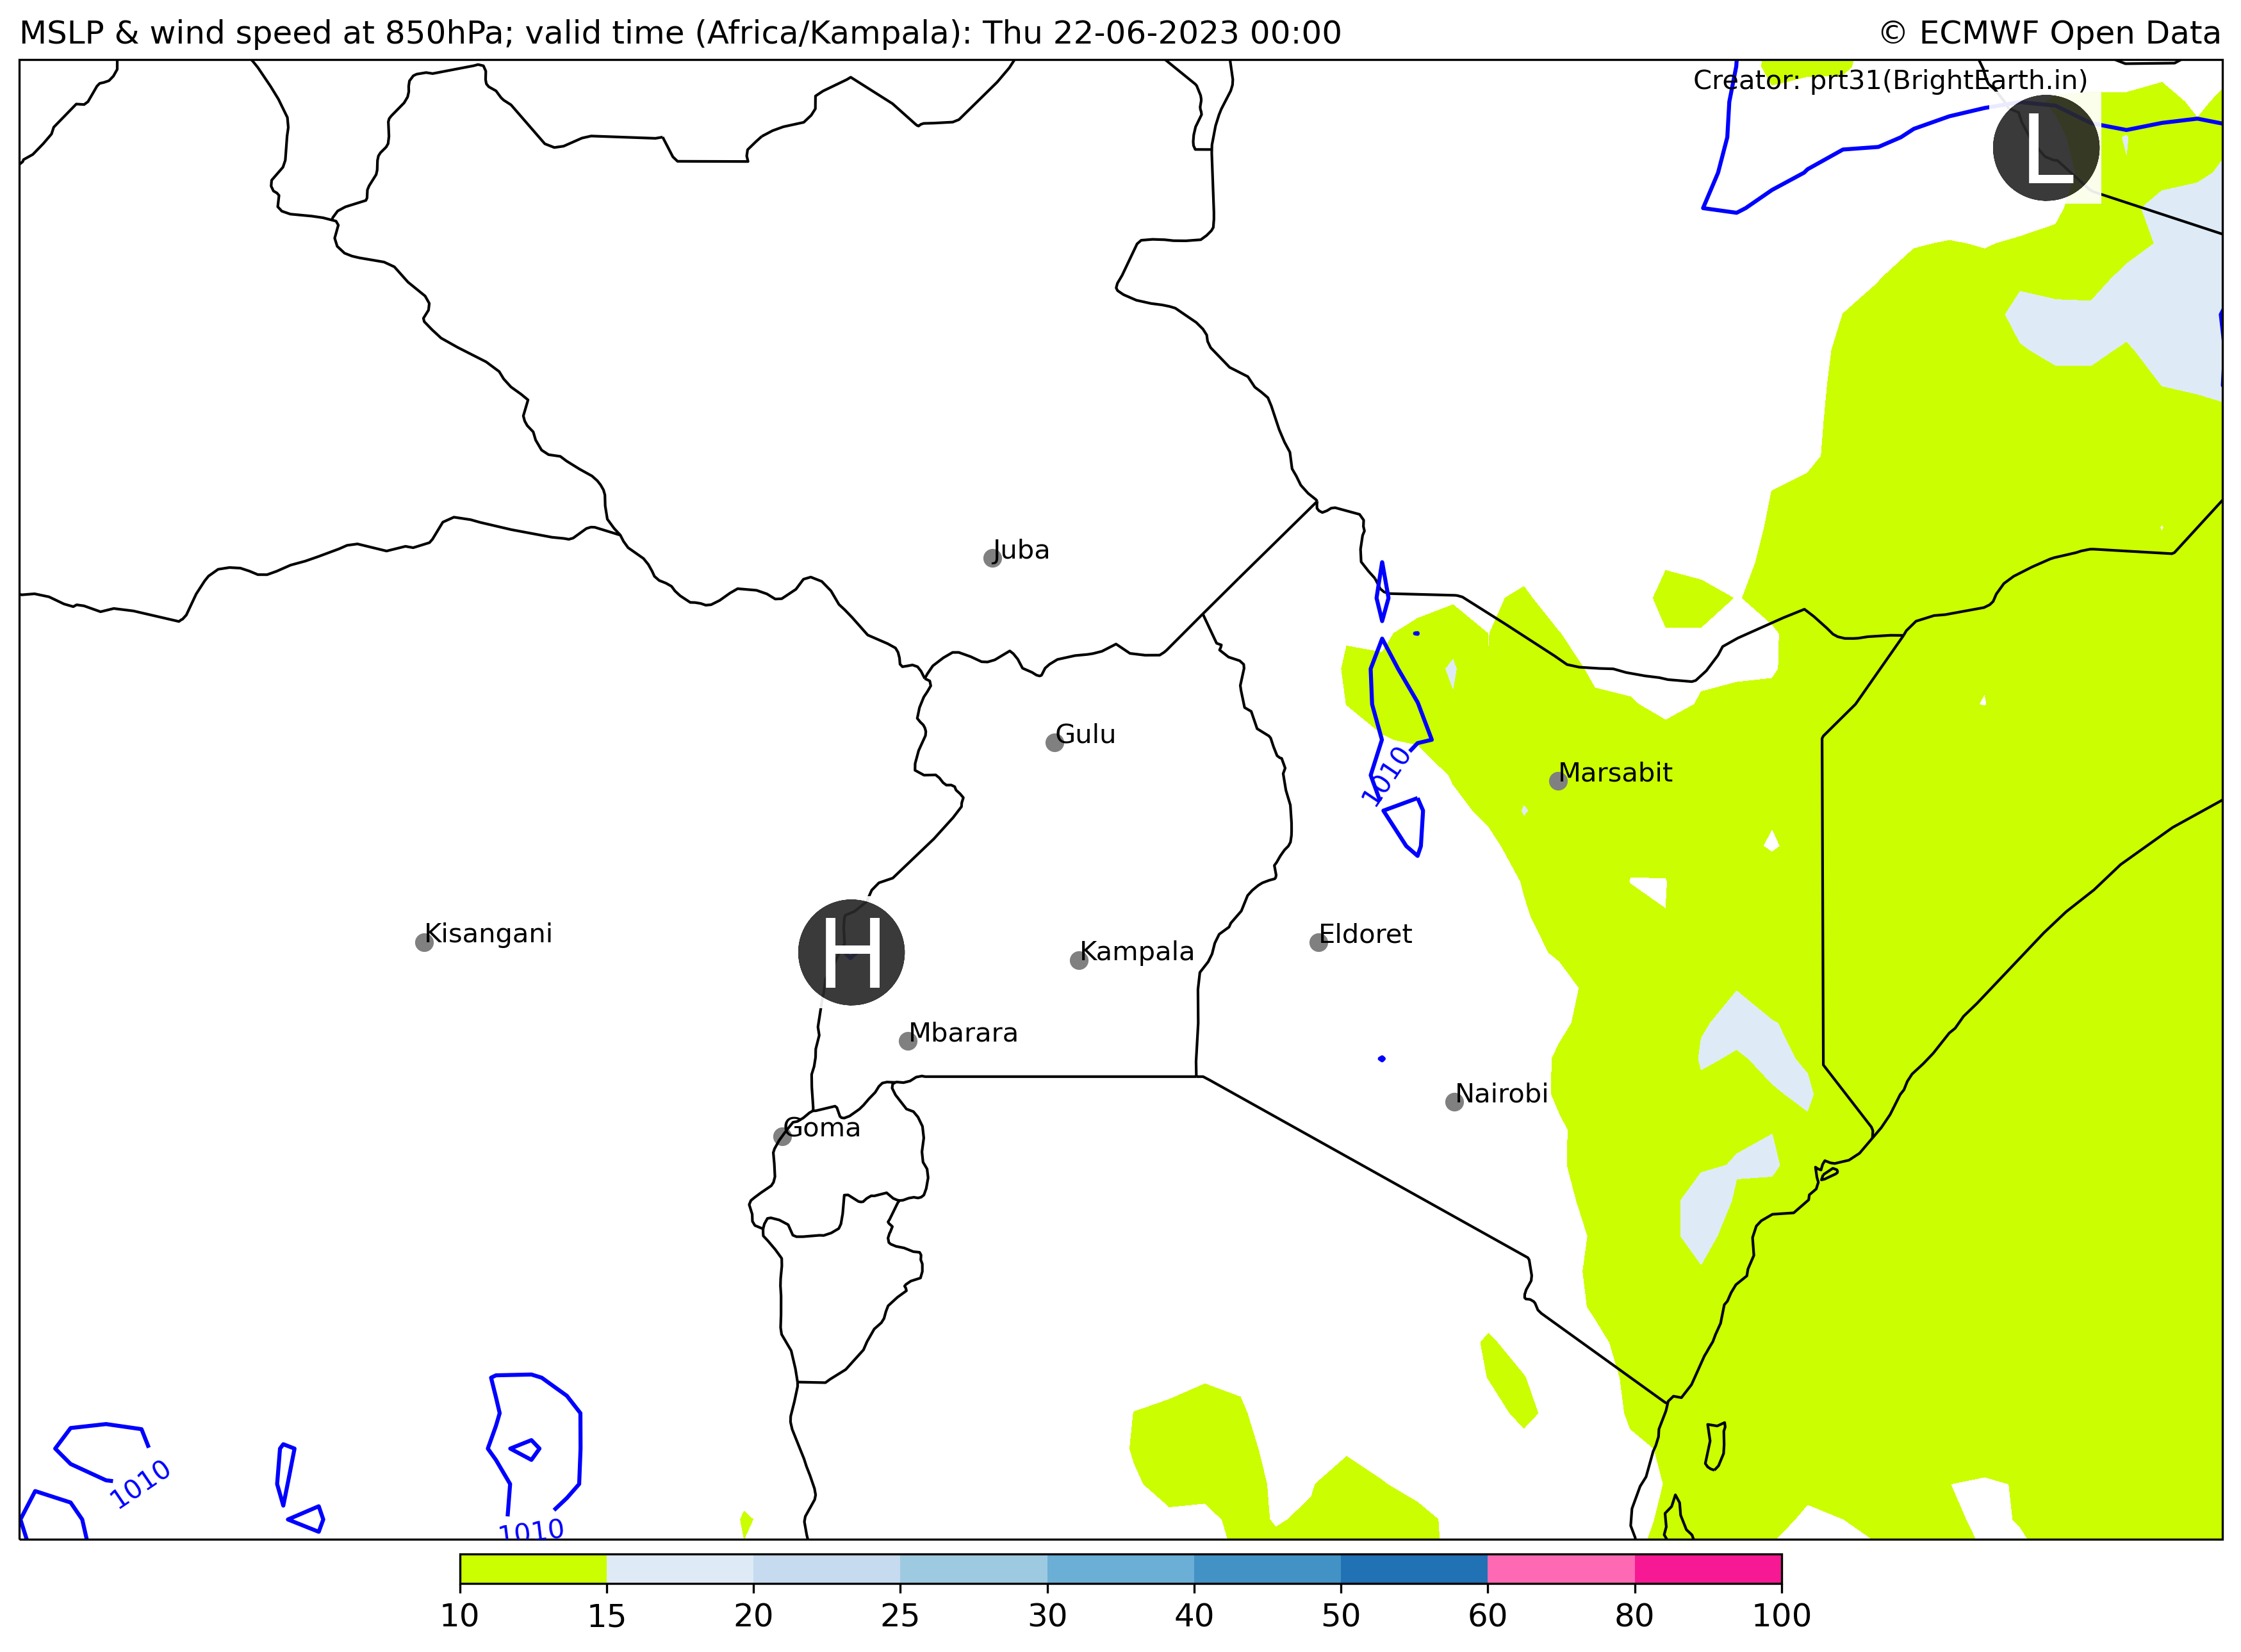 MSLP & wind speed at 850hPa; valid time (Africa/Kampala): Thu 22-06-2023 00:00
© ECMWF Open Data
Creator: prt31(BrightEarth.in)
L
Juba
Gulu
1010
Marsabit
Kisangani
H
Kampala
Eldoret
Mbarara
Nairobi
Goma
1010
1010
10 15 20 25 30 40 50 60 80 100